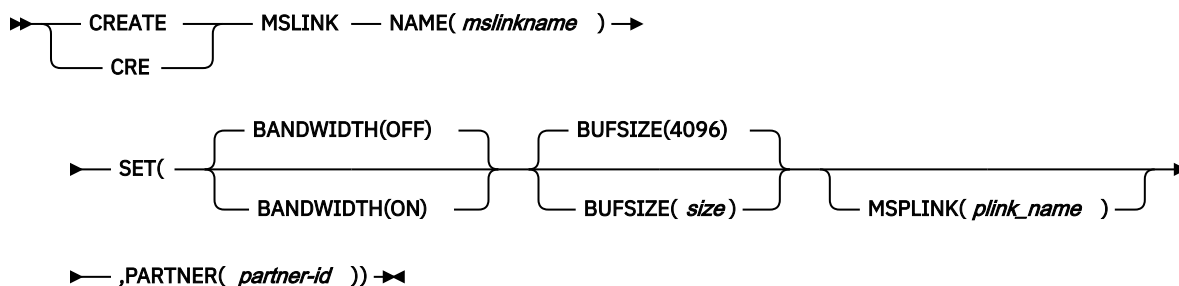 CREATE MSLINK NAME( mslinkname )
CRE
BANDWIDTH(OFF) BUFSIZE(4096)
SET(
BANDWIDTH(ON) BUFSIZE( size) MSPLINK( plink_name )
,PARTNER( partner-id ))